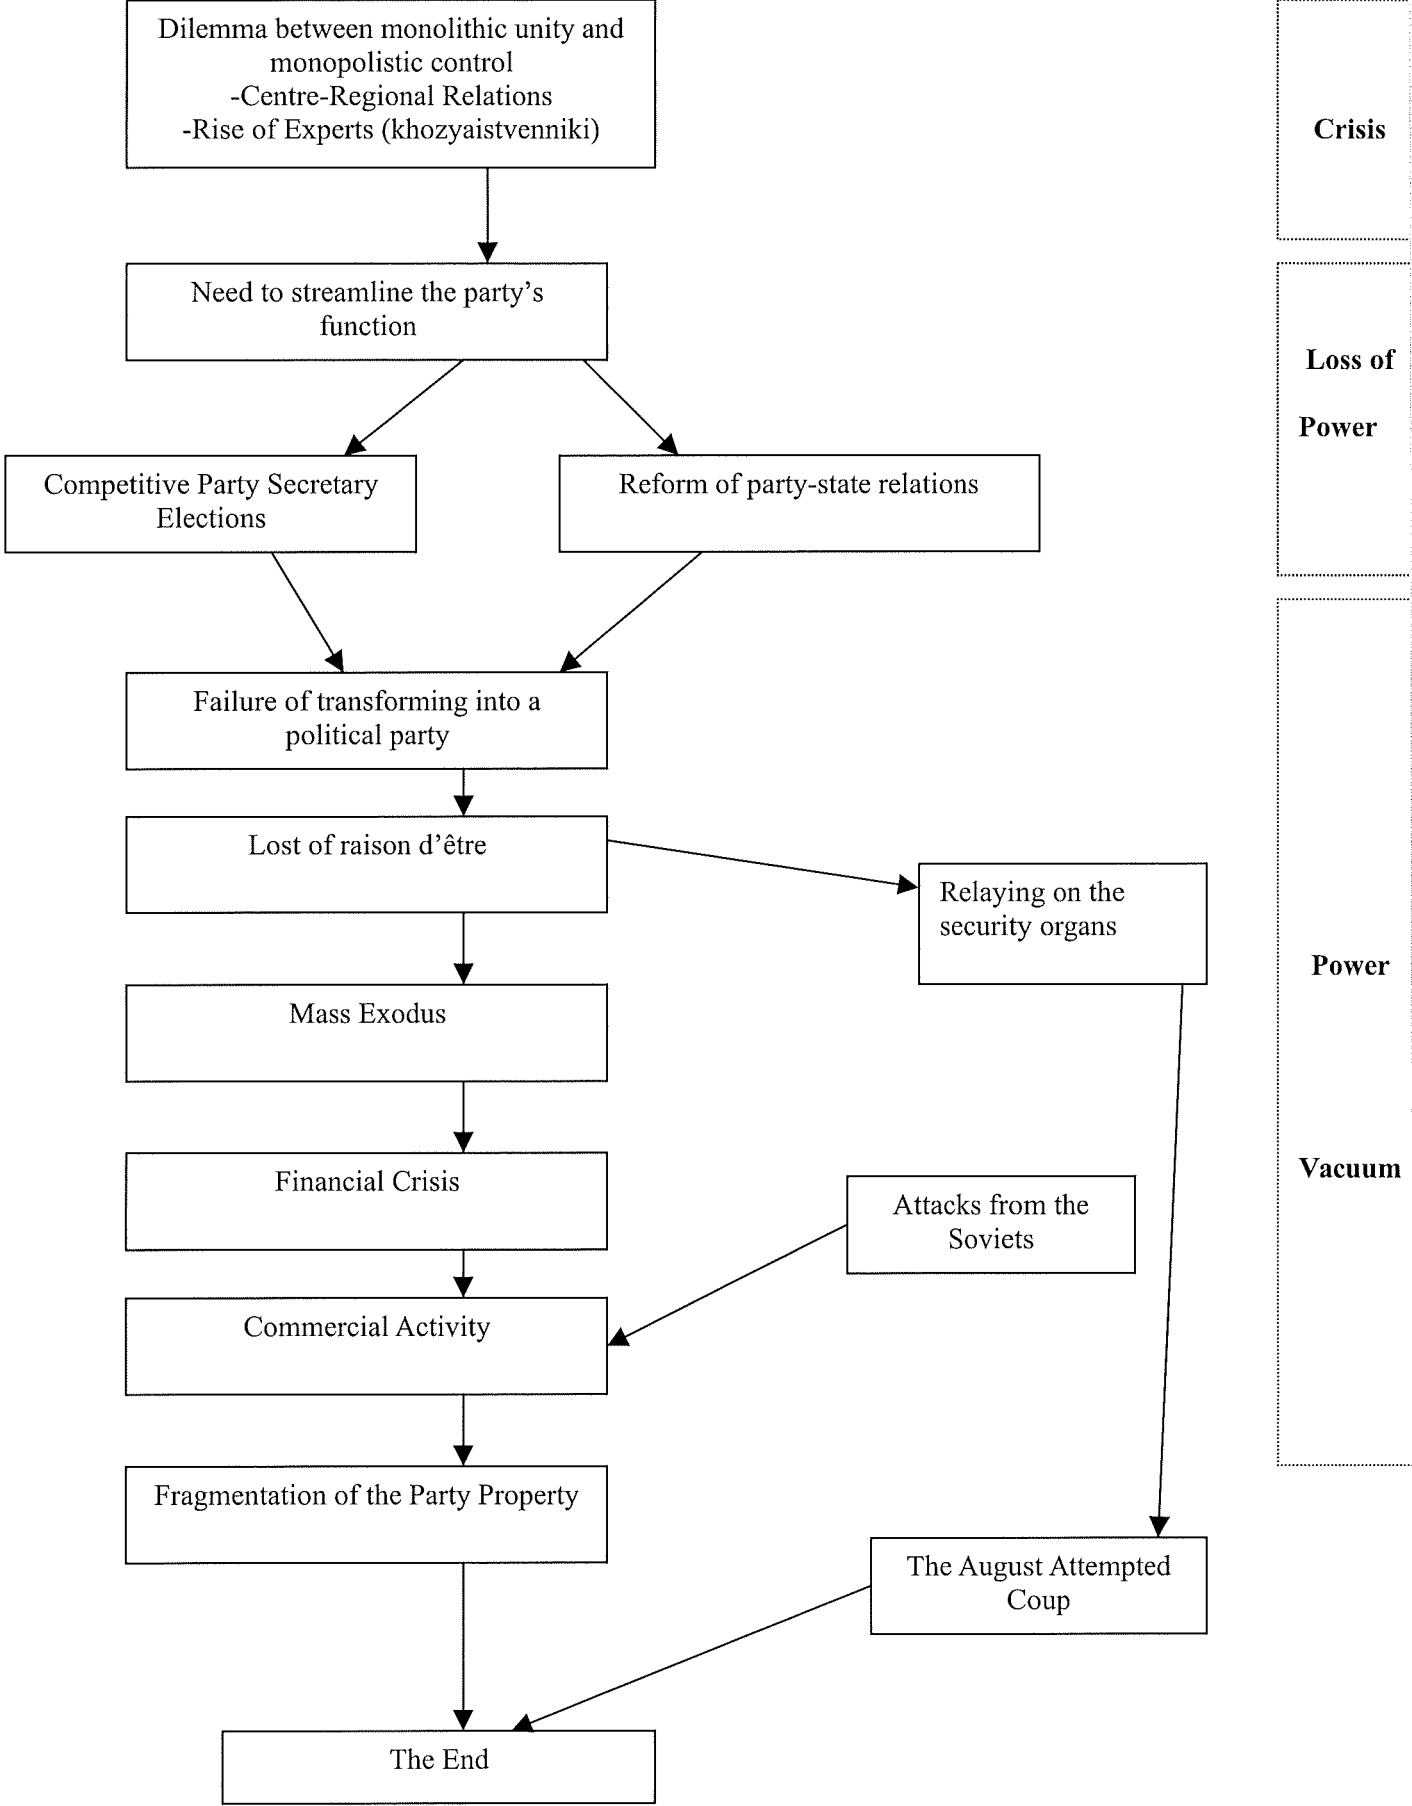 Dilemma between monolithic unity and
monopolistic control
-Centre-Regional Relations
-Rise of Experts (khozyaistvenniki)
Crisis
Need to streamline the party's
function
Loss of
Power
Competitive Party Secretary
Elections
Reform of party-state relations
Failure of transforming into a
political party
Lost of raison d'être
Relaying on the
security organs
Power
Mass Exodus
Vacuum
Financial Crisis
Attacks from the
Soviets
Commercial Activity
Fragmentation of the Party Property
The August Attempted
Coup
The End